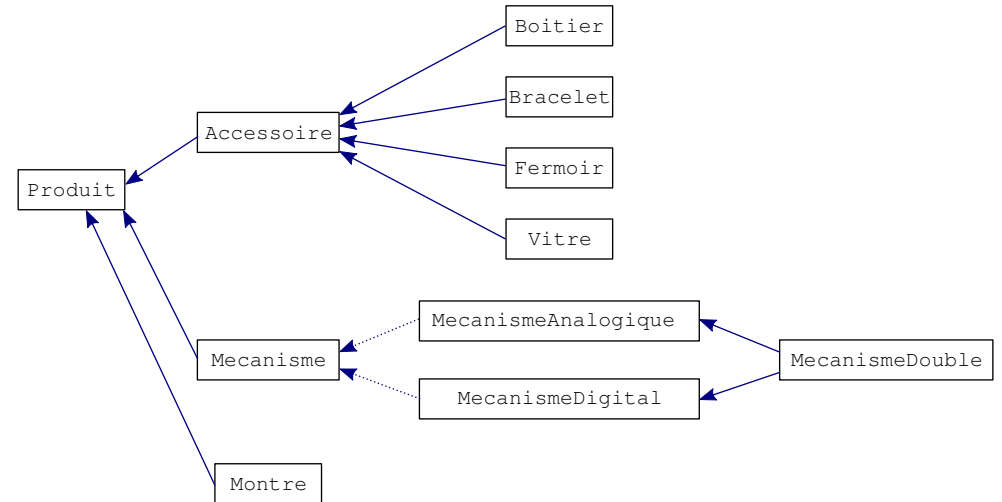 Boitier
Bracelet
Accessoire
Fermoir
Produit
Vitre
MecanismeAnalogique
Mecanisme
MecanismeDouble
MecanismeDigital
Montre